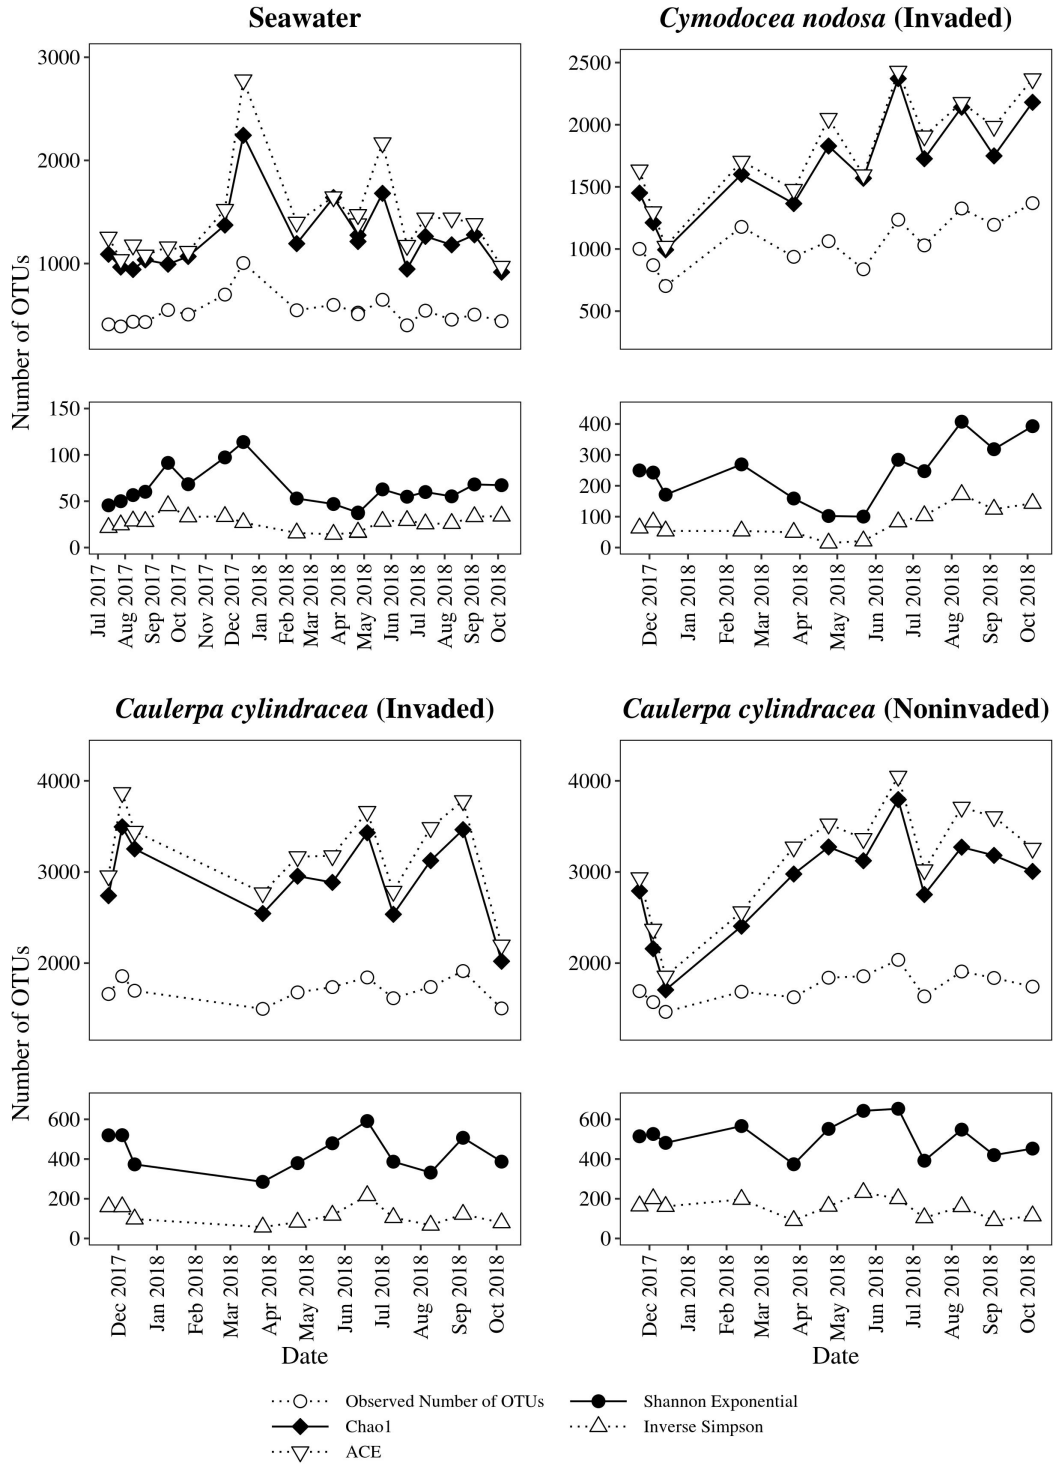 Seawater
Cymodocea nodosa (Invaded)
Number of OTUs
3000
2000
1000
2500
2000
1500
1000
500
150
100
50
0
400
300
200
100
0
Jul 2017
Aug 2017
Sep 2017
Oct 2017
Nov 2017
Dec 2017
Jan 2018
Feb 2018
Mar 2018
Apr 2018
May 2018
Jun 2018
Jul 2018
Aug 2018
Sep 2018
Oct 2018
Dec 2017
Jan 2018
Feb 2018
Mar 2018
Apr 2018
May 2018
Jun 2018
Jul 2018
Aug 2018
Sep 2018
Oct 2018
Caulerpa cylindracea (Invaded)
Caulerpa cylindracea (Noninvaded)
Number of OTUs
4000
3000
2000
4000
3000
2000
600
400
200
0
600
400
200
0
Dec 2017
Jan 2018
Feb 2018
Mar 2018
Apr 2018
May 2018
Jun 2018
Jul 2018
Aug 2018
Sep 2018
Oct 2018
Dec 2017
Jan 2018
Feb 2018
Mar 2018
Apr 2018
May 2018
Jun 2018
Jul 2018
Aug 2018
Sep 2018
Oct 2018
Date
Date
Observed Number of OTUs
Chao1
ACE
Shannon Exponential
Inverse Simpson